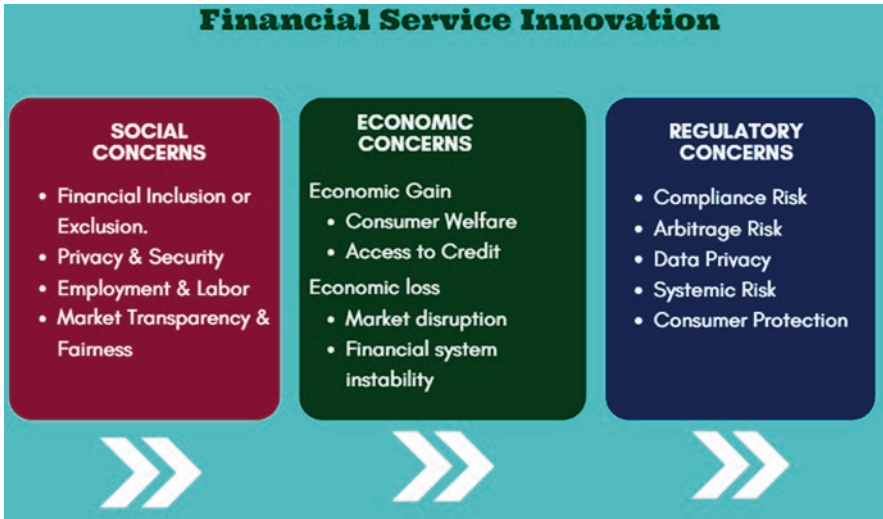 Financial Service Innovation
SOCIAL
CONCERNS
• Financial Inclusion or
Exclusion.
• Privacy & Security
• Employment & Labor
• Market Transparency &
Fairness
ECONOMIC
CONCERNS
Economic Gain
• Consumer Welfare
• Access to Credit
Economic loss
• Market disruption
• Financial system
instability
REGULATORY
CONCERNS
• Compliance Risk
• Arbitrage Risk
• Data Privacy
• Systemic Risk
• Consumer Protection